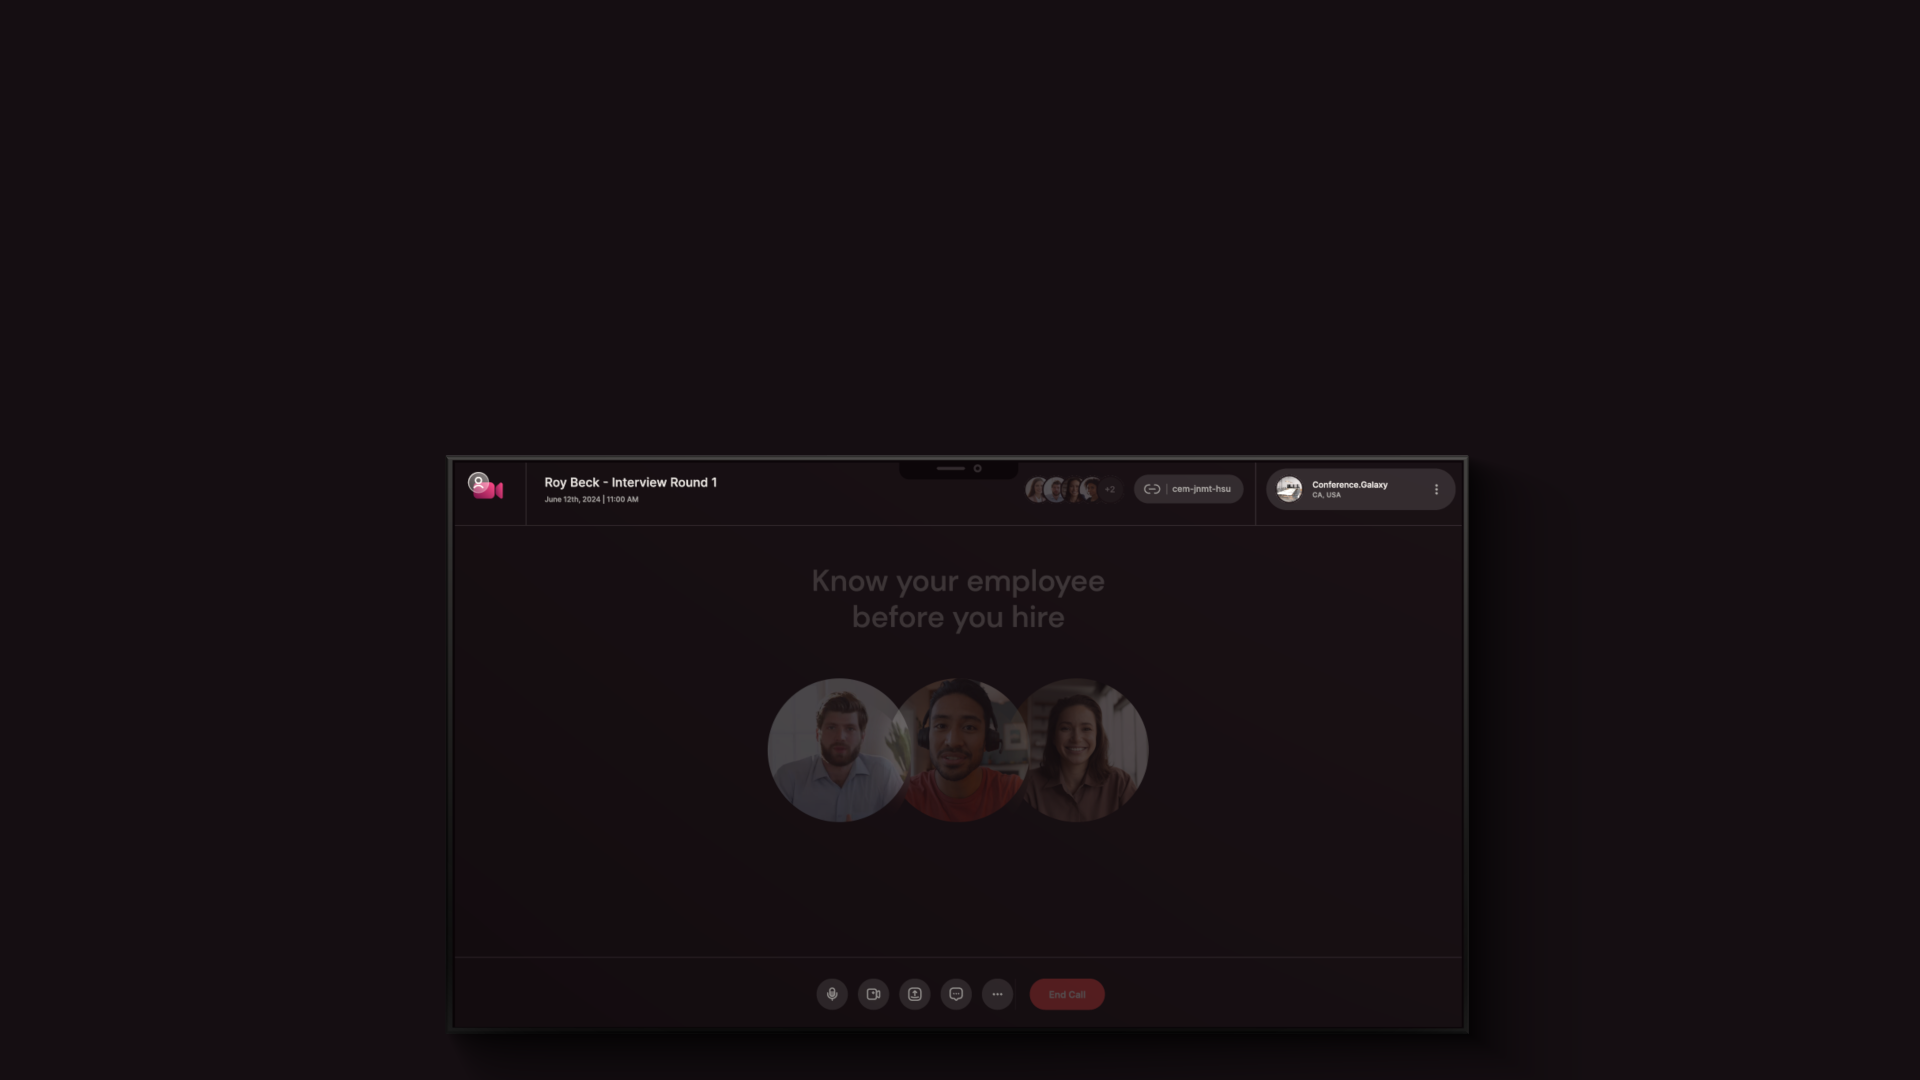 Roy Beck - Interview Round 1
June 12th, 2024 | 11:00 AM
+2
cem-jnmt-hsu
Conference.Galaxy
CA, USA
Know your employee
before you hire
End Call